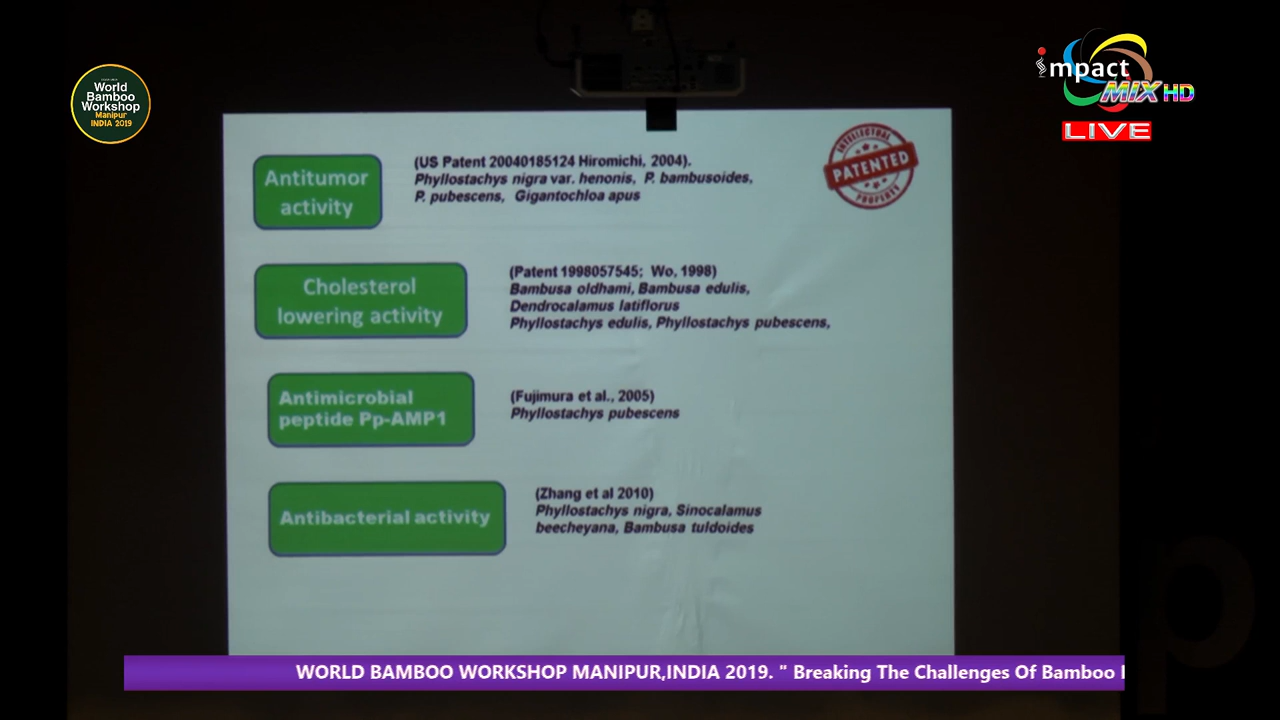 World
Bamboo
Workshop
Manipur
INDIA 2019
impact
MIX HD
LIVE
INTELLECTUAL
PATENTED
PROPERTY
Antitumor
activity
(US Patent 20040185124 Hiromichi, 2004).
Phyllostachys nigra var. henonis, P. bambusoides,
P. pubescens, Gigantochloa apus
Cholesterol
lowering activity
(Patent 1998057545; Wo, 1998)
Bambusa oldhami, Bambusa edulis,
Dendrocalamus latiflorus
Phyllostachys edulis, Phyllostachys pubescens,
Antimicrobial
peptide Pp-AMP1
(Fujimura et al., 2005)
Phyllostachys pubescens
Antibacterial activity
(Zhang et al 2010)
Phyllostachys nigra, Sinocalamus
beecheyana, Bambusa tuldoides
WORLD BAMBOO WORKSHOP MANIPUR,INDIA 2019. " Breaking The Challenges Of Bamboo